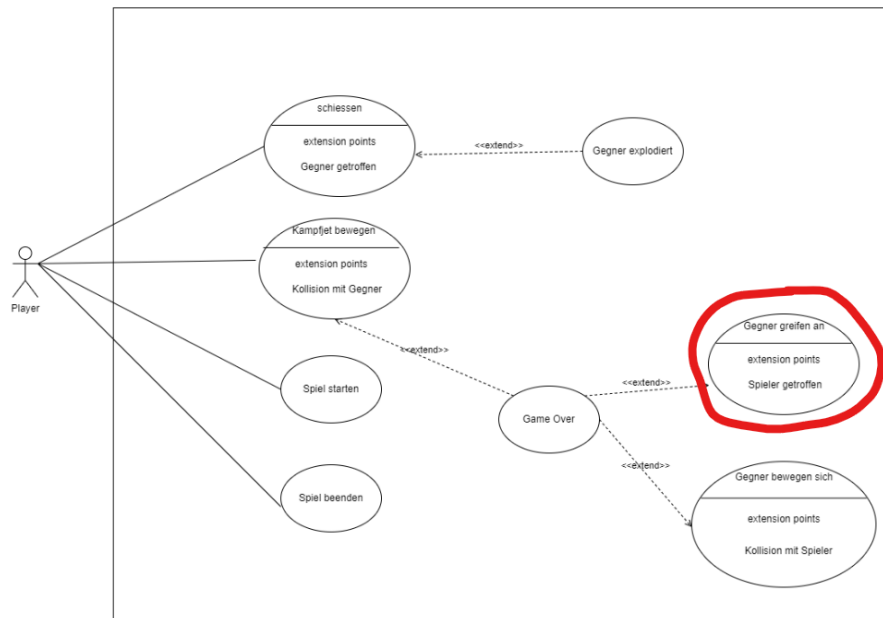 schiessen
extension points
Gegner getroffen
<<extend>>
Gegner explodiert
Kampfjet bewegen
extension points
Kollision mit Gegner
Player
<<extend>>
Gegner greifen an
extension points
Spieler getroffen
<<extend>>
Spiel starten
Game Over
<<extend>>
Gegner bewegen sich
extension points
Kollision mit Spieler
Spiel beenden